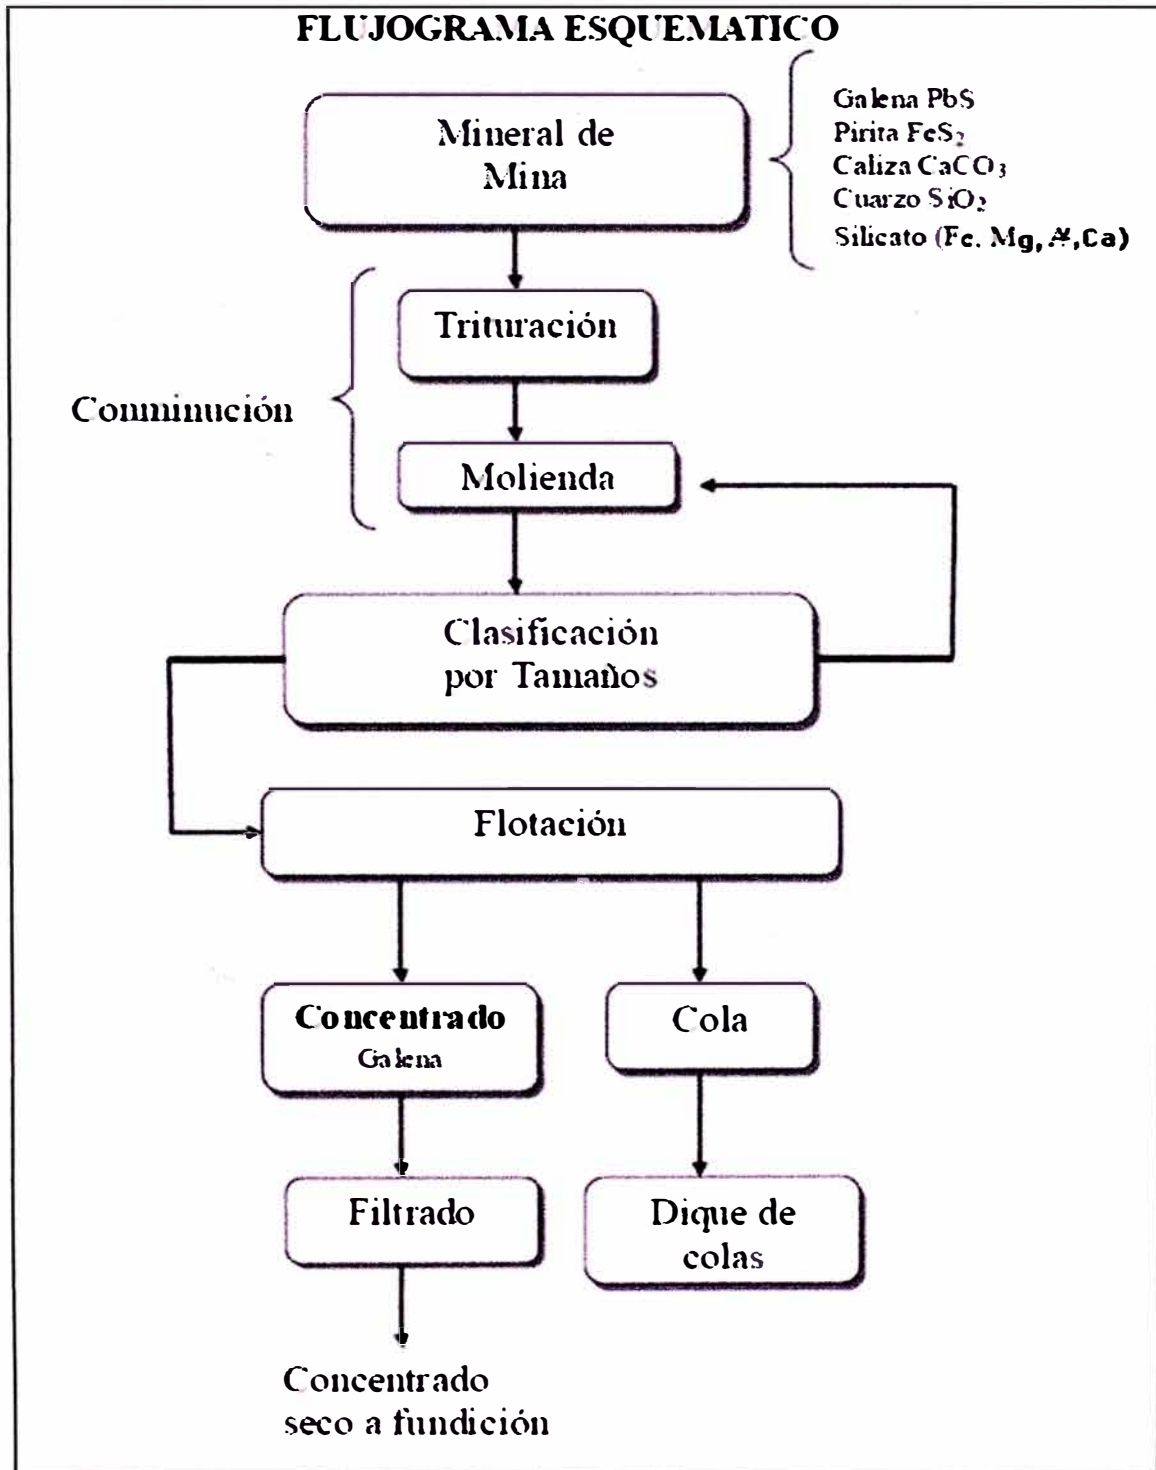 FLUJOGRAMA ESQUEMATICO
Mineral de
Mina
Galena PbS
Pirita FeS₂
Caliza CaCO₃
Cuarzo SiO₂
Silicato (Fe. Mg, Al, Ca)
Trituración
Conminución
Molienda
Clasificación
por Tamaños
Flotación
Concentrado
Galena
Cola
Filtrado
Dique de
colas
Concentrado
seco a fundición